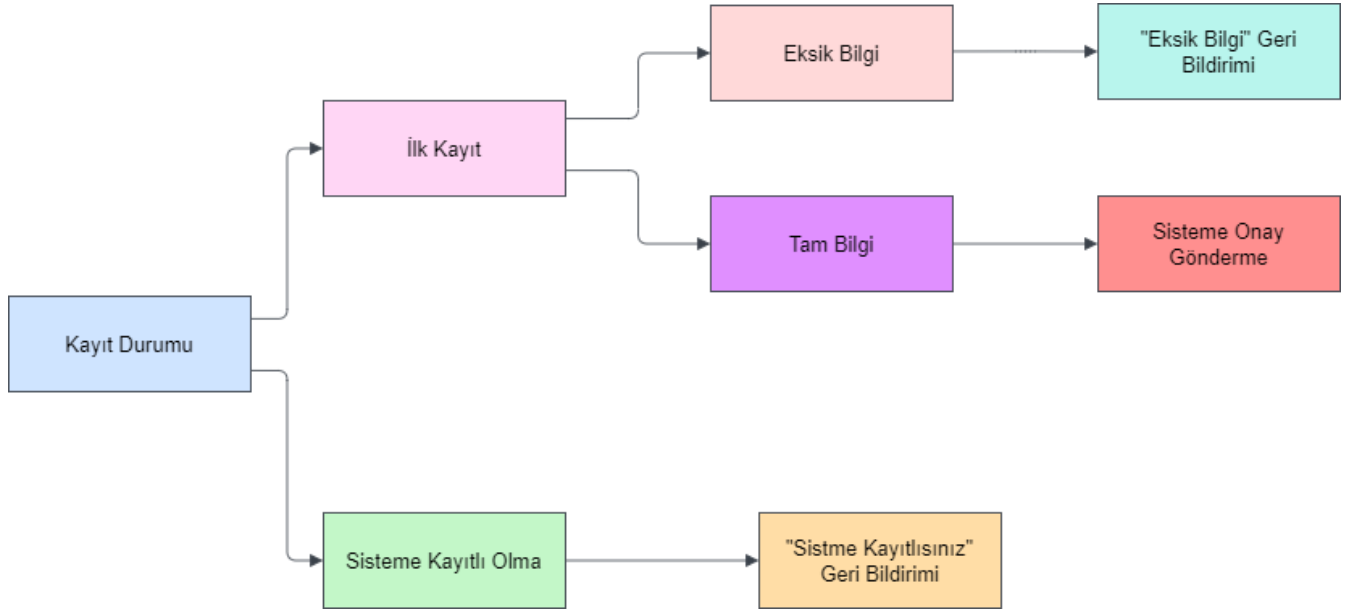 Kayıt Durumu
İlk Kayıt
Eksik Bilgi
"Eksik Bilgi" Geri
Bildirimi
Tam Bilgi
Sisteme Onay
Gönderme
Sisteme Kayıtlı Olma
"Sistme Kayıtlısınız"
Geri Bildirimi